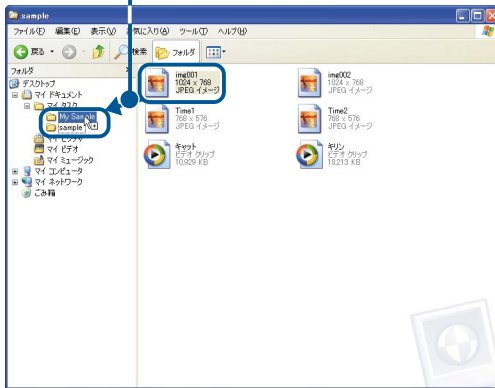 sample
ファイル(F) 編集(E) 表示(V) お気に入り(A) ツール(T) ヘルプ(H)
戻る 検索 フォルダ
フォルダ ×
デスクトップ
マイ ドキュメント
マイ タスク
My Sample
sample
マイ ピクチャ
マイ ビデオ
マイ ミュージック
マイ コンピュータ
マイ ネットワーク
ごみ箱
img001
1024 x 768
JPEG イメージ
img002
1024 x 768
JPEG イメージ
Time1
768 x 576
JPEG イメージ
Time2
768 x 576
JPEG イメージ
キャット
ビデオ クリップ
10,929 KB
キリン
ビデオ クリップ
18,213 KB